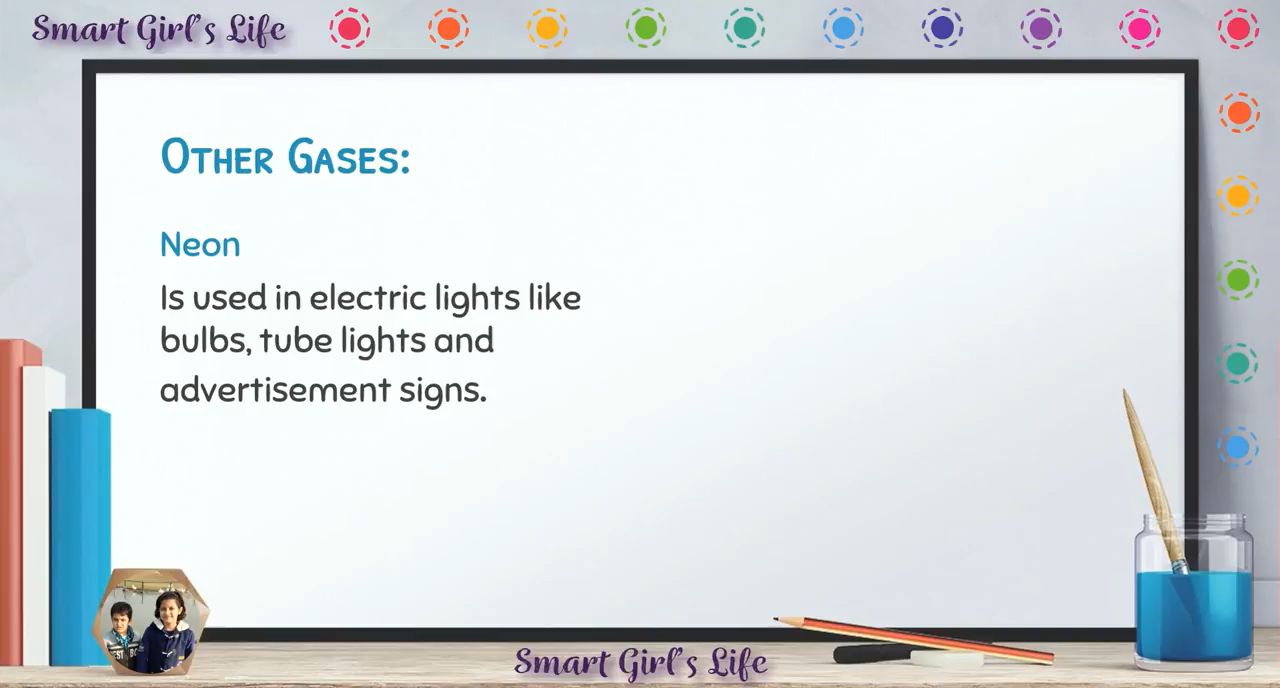 Smart Girl's Life
Other Gases:
Neon
Is used in electric lights like
bulbs, tube lights and
advertisement signs.
Smart Girl's Life